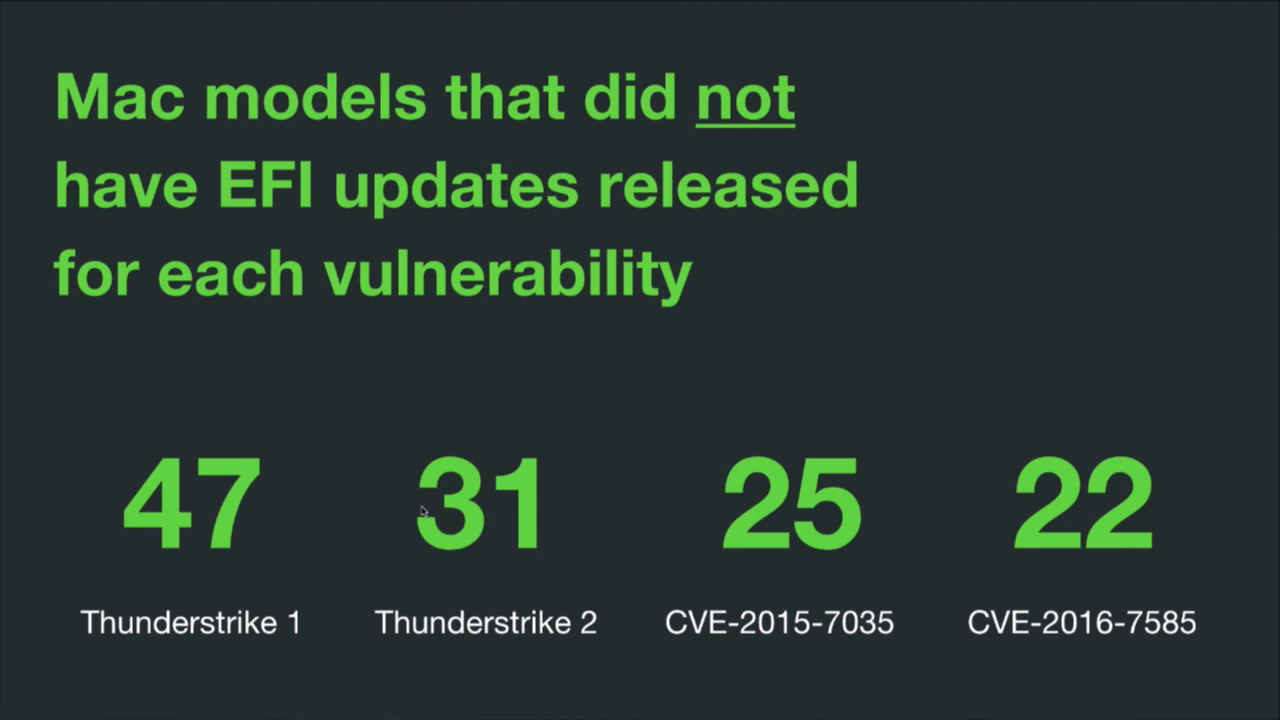 Mac models that did not
have EFI updates released
for each vulnerability
47 31 25 22
Thunderstrike 1 Thunderstrike 2 CVE-2015-7035 CVE-2016-7585